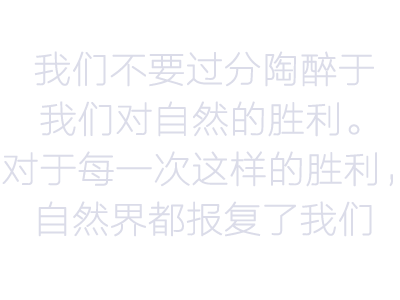 我们不要过分陶醉于
我们对自然的胜利。
对于每一次这样的胜利，
自然界都报复了我们